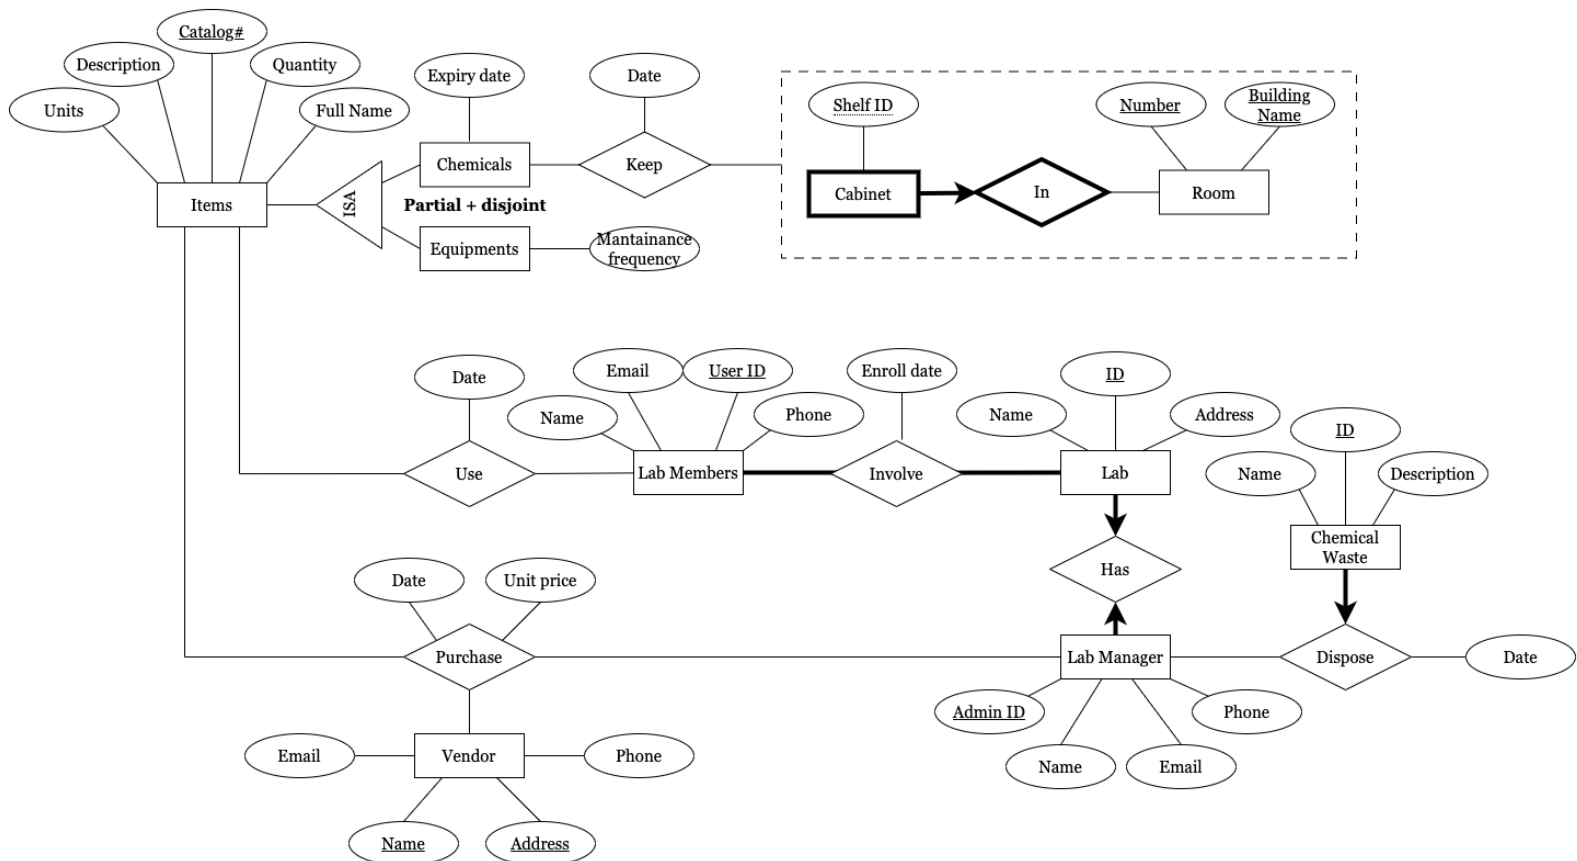 Catalog#
Description
Quantity
Units
Full Name
Items
ISA
Expiry date
Chemicals
Partial + disjoint
Equipments
Mantainance
frequency
Date
Keep
Shelf ID
Cabinet
In
Number
Building
Name
Room
Date
Use
Email
User ID
Name
Phone
Lab Members
Enroll date
Involve
ID
Name
Address
Lab
ID
Name
Description
Chemical
Waste
Has
Date
Unit price
Purchase
Lab Manager
Dispose
Date
Admin ID
Phone
Name
Email
Email
Vendor
Phone
Name
Address